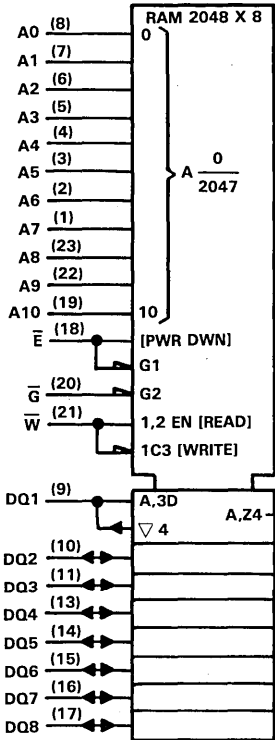 RAM 2048 X 8
A0 (8) 0
A1 (7)
A2 (6)
A3 (5)
A4 (4)
A5 (3) A 0/2047
A6 (2)
A7 (1)
A8 (23)
A9 (22)
A10 (19) 10
E̅ (18) [PWR DWN]
G1
G̅ (20) G2
W̅ (21) 1,2 EN [READ]
1C3 [WRITE]
DQ1 (9) A,3D
A,Z4
▽ 4
DQ2 (10)
DQ3 (11)
DQ4 (13)
DQ5 (14)
DQ6 (15)
DQ7 (16)
DQ8 (17)